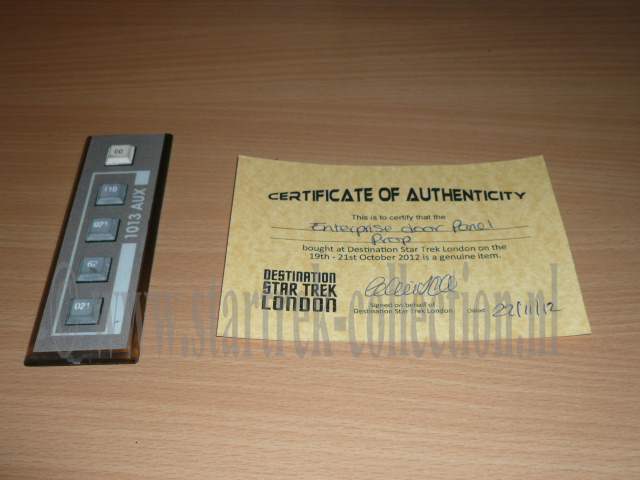 00
110
071
62
021
1013 AUX
CERTIFICATE OF AUTHENTICITY
This is to certify that the
Enterprise door Panel
Prop
bought at Destination Star Trek London on the
19th - 21st October 2012 is a genuine item.
DESTINATION
STAR TREK
LONDON
Signed on behalf of
Destination Star Trek London
Date: 22/11/12
© www.startrek-collection.nl